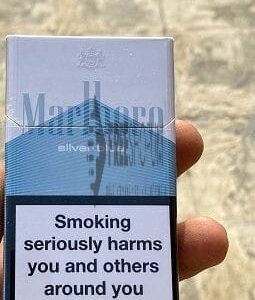 Marlboro
silver blue
Smoking
seriously harms
you and others
around you